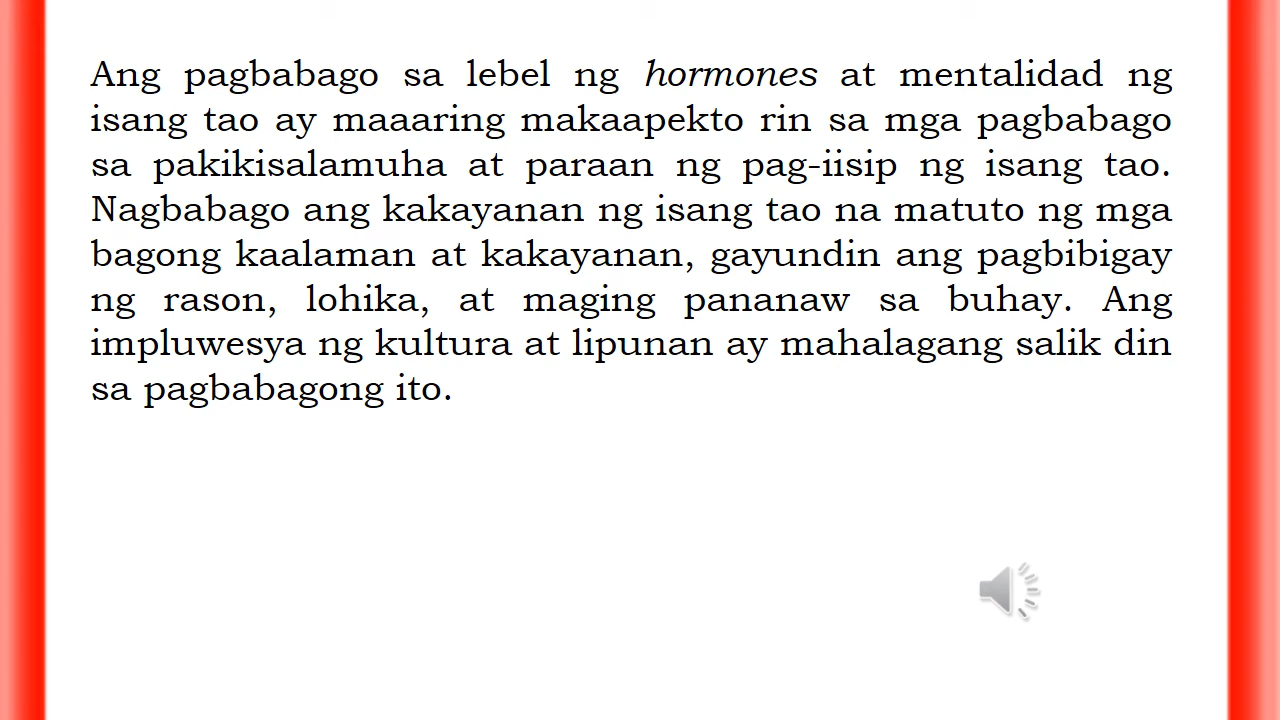 Ang pagbabago sa lebel ng hormones at mentalidad ng
isang tao ay maaaring makaapekto rin sa mga pagbabago
sa pakikisalamuha at paraan ng pag-iisip ng isang tao.
Nagbabago ang kakayanan ng isang tao na matuto ng mga
bagong kaalaman at kakayanan, gayundin ang pagbibigay
ng rason, lohika, at maging pananaw sa buhay. Ang
impluwesya ng kultura at lipunan ay mahalagang salik din
sa pagbabagong ito.